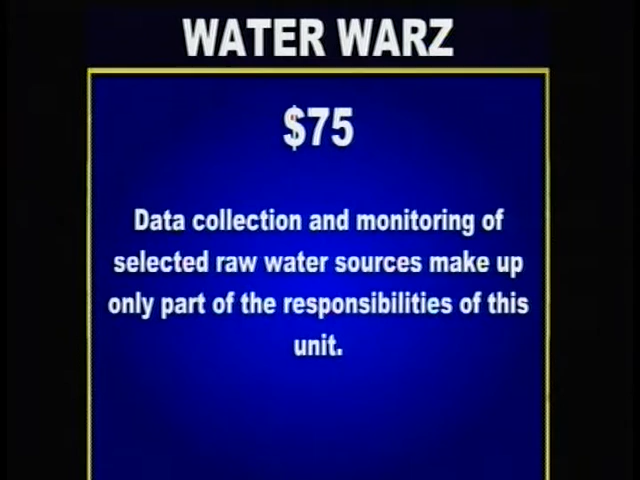 WATER WARZ
$75
Data collection and monitoring of
selected raw water sources make up
only part of the responsibilities of this
unit.